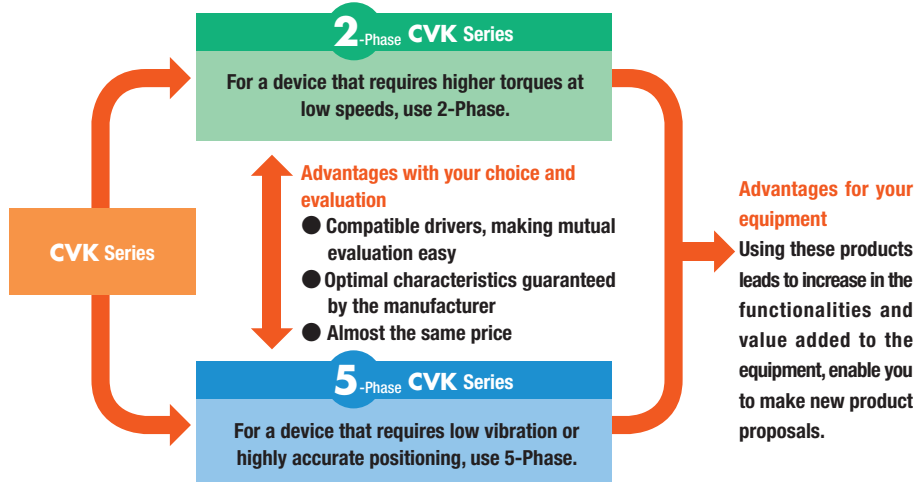 2-Phase CVK Series
For a device that requires higher torques at
low speeds, use 2-Phase.
CVK Series
Advantages with your choice and
evaluation
● Compatible drivers, making mutual
evaluation easy
● Optimal characteristics guaranteed
by the manufacturer
● Almost the same price
5-Phase CVK Series
For a device that requires low vibration or
highly accurate positioning, use 5-Phase.
Advantages for your
equipment
Using these products
leads to increase in the
functionalities and
value added to the
equipment, enable you
to make new product
proposals.